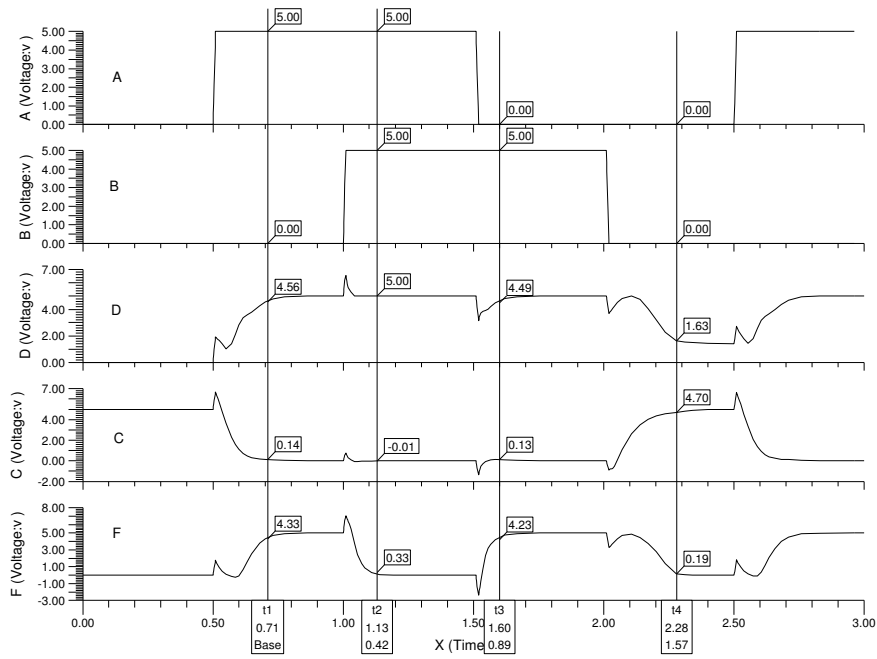 5.00 5.00
5.00
4.00
3.00
2.00
1.00
0.00
A (Voltage:v )
A
0.00 0.00
5.00
4.00
3.00
2.00
1.00
0.00
B (Voltage:v )
B
5.00 5.00
0.00 0.00
7.00
4.00
2.00
0.00
D (Voltage:v )
D
4.56 5.00 4.49 1.63
7.00
4.00
2.00
0.00
-2.00
C (Voltage:v )
C
0.14 -0.01 0.13 4.70
8.00
5.00
3.00
1.00
-1.00
-3.00
F (Voltage:v )
F
4.33 0.33 4.23 0.19
0.00 0.50 1.00 1.50 2.00 2.50 3.00
t1 t2 t3 t4
0.71 1.13 1.60 2.28
Base 0.42 0.89 1.57
X (Time